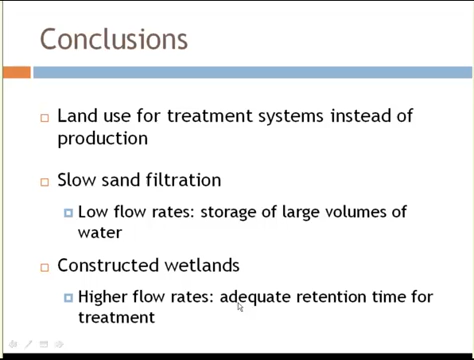 Conclusions
Land use for treatment systems instead of
production
Slow sand filtration
Low flow rates: storage of large volumes of
water
Constructed wetlands
Higher flow rates: adequate retention time for
treatment